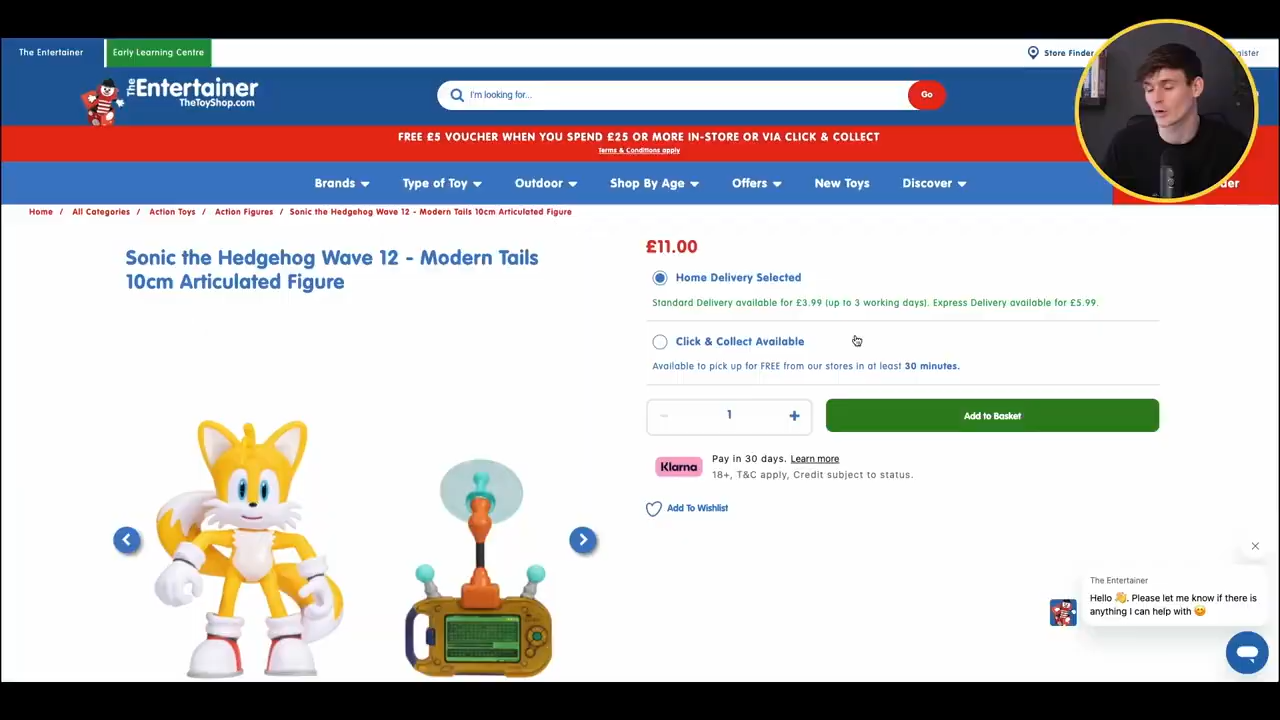 The Entertainer
Early Learning Centre
Store Finder
The Entertainer
TheToyShop.com
I'm looking for...
Go
FREE £5 VOUCHER WHEN YOU SPEND £25 OR MORE IN-STORE OR VIA CLICK & COLLECT
Terms & Conditions apply
Brands
Type of Toy
Outdoor
Shop By Age
Offers
New Toys
Discover
Home / All Categories / Action Toys / Action Figures / Sonic the Hedgehog Wave 12 - Modern Tails 10cm Articulated Figure
Sonic the Hedgehog Wave 12 - Modern Tails
10cm Articulated Figure
£11.00
Home Delivery Selected
Standard Delivery available for £3.99 (up to 3 working days). Express Delivery available for £5.99.
Click & Collect Available
Available to pick up for FREE from our stores in at least 30 minutes.
1
Add to Basket
Klarna
Pay in 30 days. Learn more
18+, T&C apply, Credit subject to status.
Add To Wishlist
The Entertainer
Hello 👋. Please let me know if there is
anything I can help with 😊